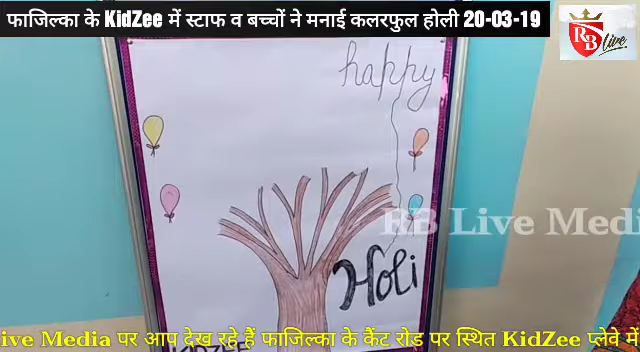 फाजिल्का के KidZee में स्टाफ व बच्चों ने मनाई कलरफुल होली 20-03-19
RB Live
happy
RB Live Medi
Holi
KIDZEE
ive Media पर आप देख रहे हैं फाजिल्का के कैंट रोड पर स्थित KidZee प्लेवे में